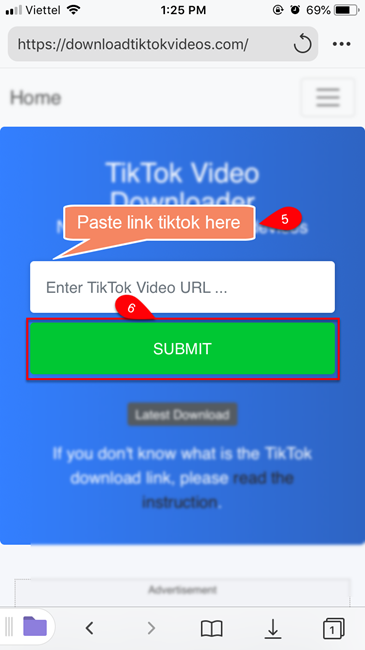 Viettel 1:25 PM 69%
https://downloadtiktokvideos.com/
Home
TikTok Video
Downloader
Paste link tiktok here 5
Enter TikTok Video URL ...
6
SUBMIT
Latest Download
If you don't know what is the TikTok
download link, please read the
instruction.
Advertisement
1